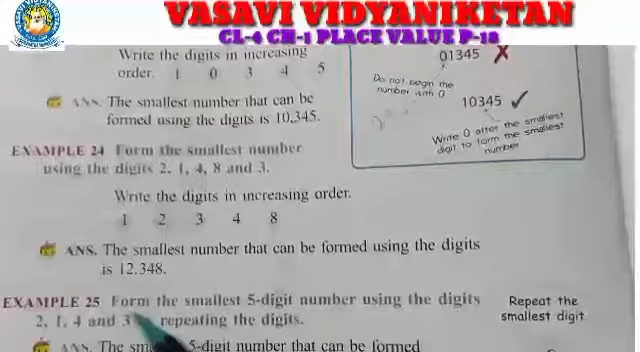 VASAVI VIDYANIKETAN
CL-4 CH-1 PLACE VALUE P-18
Write the digits in increasing
order. 1 0 3 4 5
ANS. The smallest number that can be
formed using the digits is 10,345.
01345 ✗
Do not begin the
number with 0
10345 ✓
Write 0 after the smallest
digit to form the smallest
number
EXAMPLE 24 Form the smallest number
using the digits 2, 1, 4, 8 and 3.
Write the digits in increasing order.
1 2 3 4 8
ANS. The smallest number that can be formed using the digits
is 12,348.
EXAMPLE 25 Form the smallest 5-digit number using the digits
2, 1, 4 and 3 repeating the digits.
Repeat the
smallest digit
ANS. The 5-digit number that can be formed